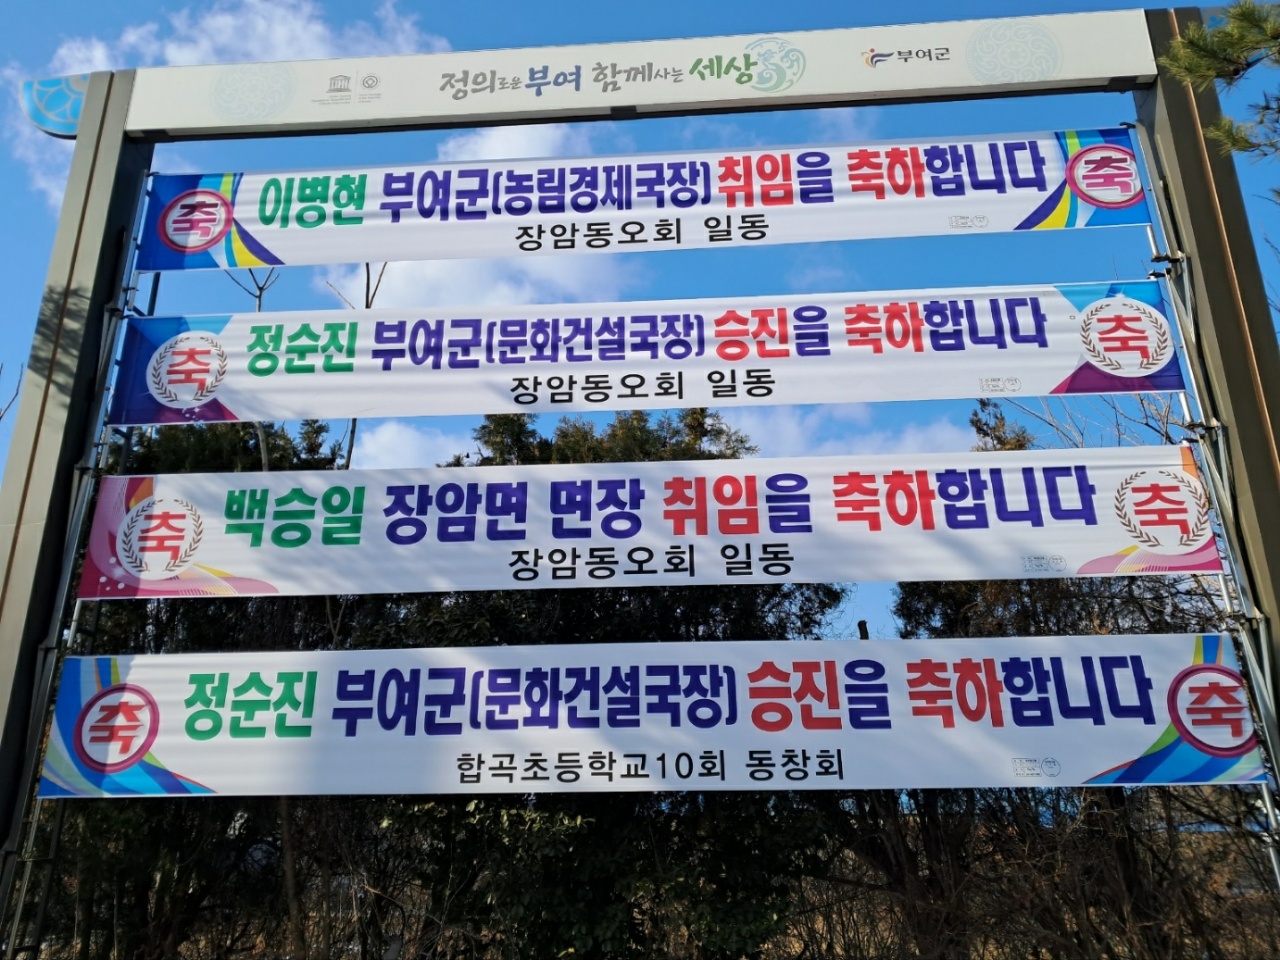 정의로운 부여 함께사는 세상
부여군
축 이병현 부여군(농림경제국장)취임을 축하합니다 축
장암동오회 일동
축 정순진 부여군(문화건설국장)승진을 축하합니다 축
장암동오회 일동
축 백승일 장암면 면장 취임을 축하합니다 축
장암동오회 일동
축 정순진 부여군(문화건설국장)승진을 축하합니다 축
합곡초등학교10회 동창회